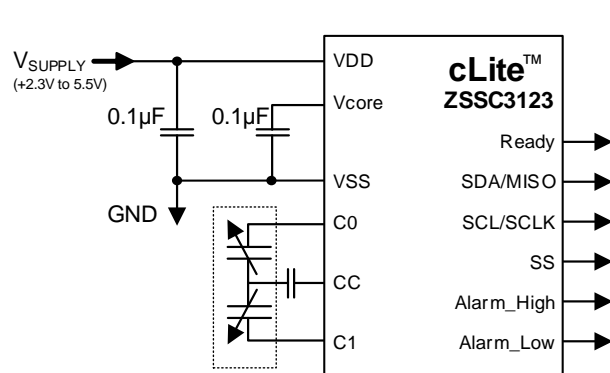 V_SUPPLY
(+2.3V to 5.5V)
0.1µF
0.1µF
GND
VDD
Vcore
VSS
C0
CC
C1
cLite™
ZSSC3123
Ready
SDA/MISO
SCL/SCLK
SS
Alarm_High
Alarm_Low